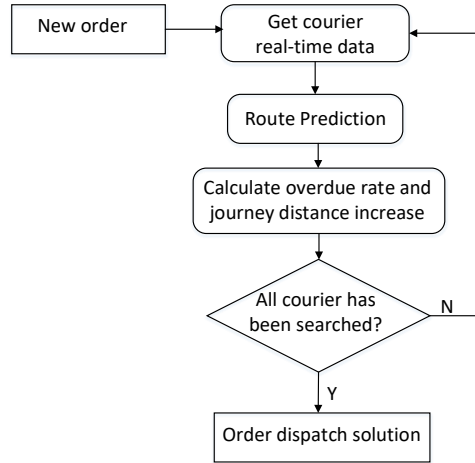 New order
Get courier
real-time data
Route Prediction
Calculate overdue rate and
journey distance increase
All courier has
been searched?
N
Y
Order dispatch solution